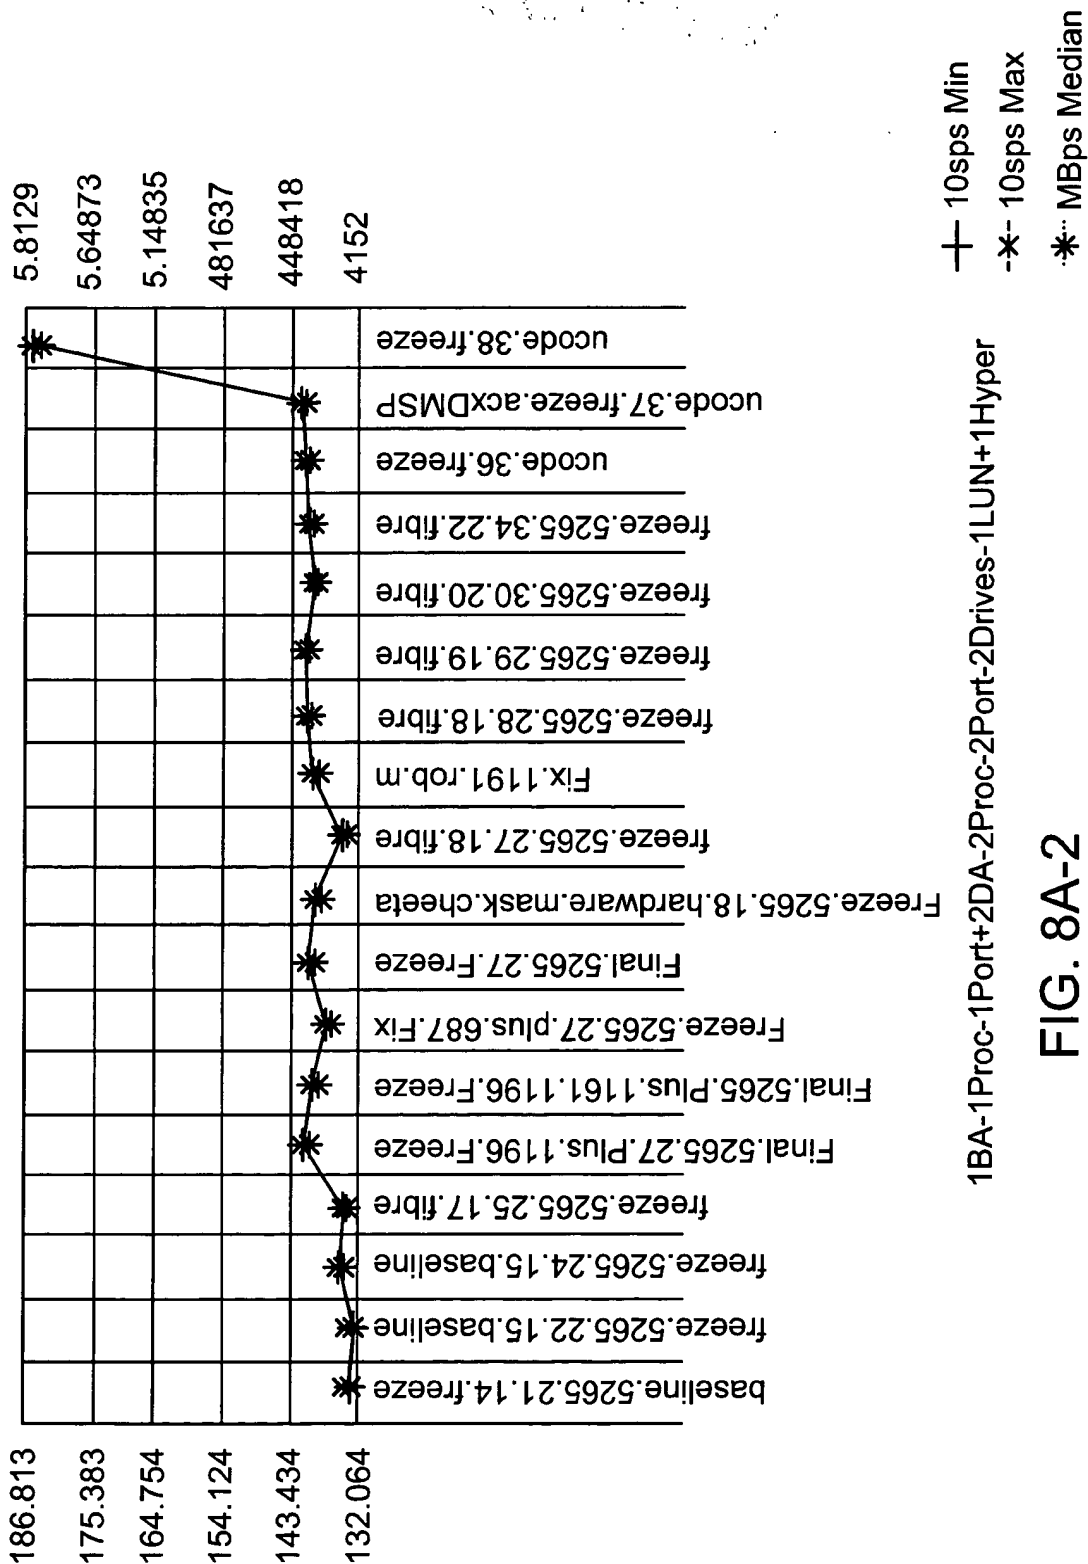 186.813
175.383
164.754
154.124
143.434
132.064
5.8129
5.64873
5.14835
481637
448418
4152
baseline.5265.21.14.freeze
freeze.5265.22.15.baseline
freeze.5265.24.15.baseline
freeze.5265.25.17.fibre
Final.5265.27.Plus.1196.Freeze
Final.5265.Plus.1161.1196.Freeze
Freeze.5265.27.plus.687.Fix
Final.5265.27.Freeze
Freeze.5265.18.hardware.mask.cheeta
freeze.5265.27.18.fibre
Fix.1191.rob.m
freeze.5265.28.18.fibre
freeze.5265.29.19.fibre
freeze.5265.30.20.fibre
freeze.5265.34.22.fibre
ucode.36.freeze
ucode.37.freeze.acxDMSP
ucode.38.freeze
1BA-1Proc-1Port+2DA-2Proc-2Port-2Drives-1LUN+1Hyper
10sps Min
10sps Max
MBps Median
FIG. 8A-2